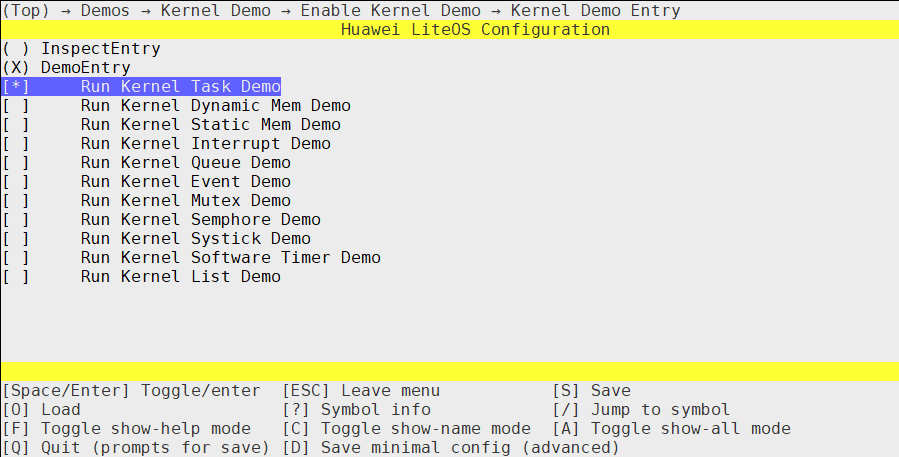 (Top) → Demos → Kernel Demo → Enable Kernel Demo → Kernel Demo Entry
Huawei LiteOS Configuration
( ) InspectEntry
(X) DemoEntry
[*]     Run Kernel Task Demo
[ ]     Run Kernel Dynamic Mem Demo
[ ]     Run Kernel Static Mem Demo
[ ]     Run Kernel Interrupt Demo
[ ]     Run Kernel Queue Demo
[ ]     Run Kernel Event Demo
[ ]     Run Kernel Mutex Demo
[ ]     Run Kernel Semphore Demo
[ ]     Run Kernel Systick Demo
[ ]     Run Kernel Software Timer Demo
[ ]     Run Kernel List Demo
[Space/Enter] Toggle/enter  [ESC] Leave menu           [S] Save
[O] Load                    [?] Symbol info            [/] Jump to symbol
[F] Toggle show-help mode   [C] Toggle show-name mode  [A] Toggle show-all mode
[Q] Quit (prompts for save) [D] Save minimal config (advanced)